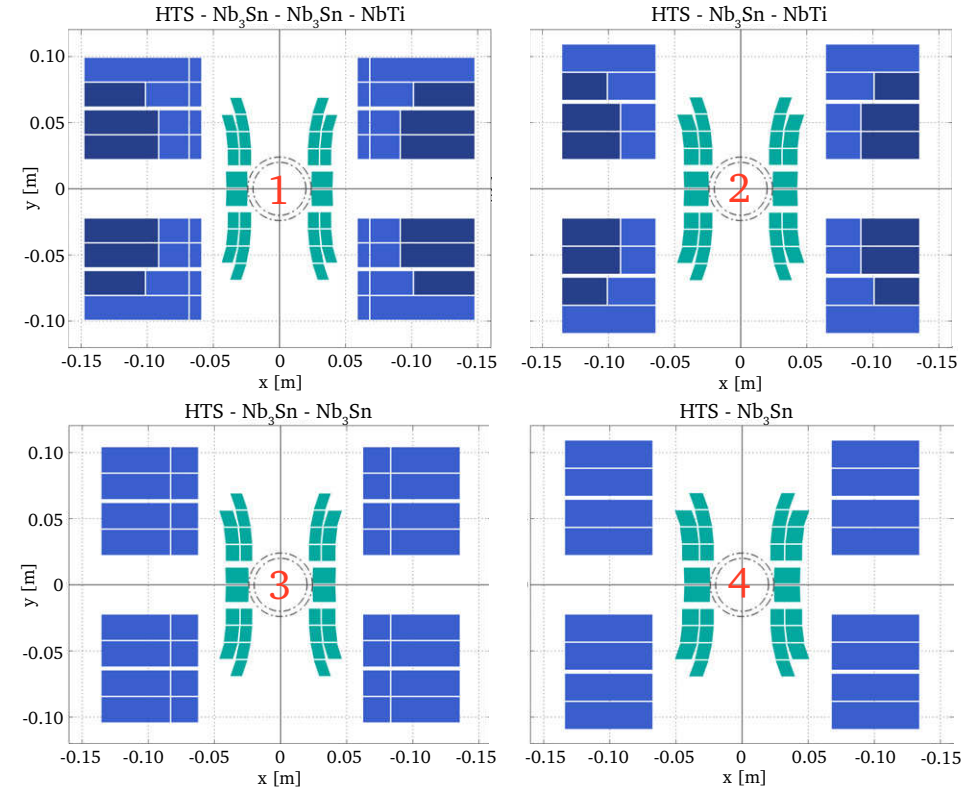 HTS - Nb₃Sn - Nb₃Sn - NbTi
HTS - Nb₃Sn - NbTi
0.10
0.05
0
-0.05
-0.10
y [m]
1
2
-0.15 -0.10 -0.05 0 0.05 -0.10 -0.15
x [m]
-0.15 -0.10 -0.05 0 0.05 -0.10 -0.15
x [m]
HTS - Nb₃Sn - Nb₃Sn
HTS - Nb₃Sn
0.10
0.05
0
-0.05
-0.10
y [m]
3
4
-0.15 -0.10 -0.05 0 0.05 -0.10 -0.15
x [m]
-0.15 -0.10 -0.05 0 0.05 -0.10 -0.15
x [m]